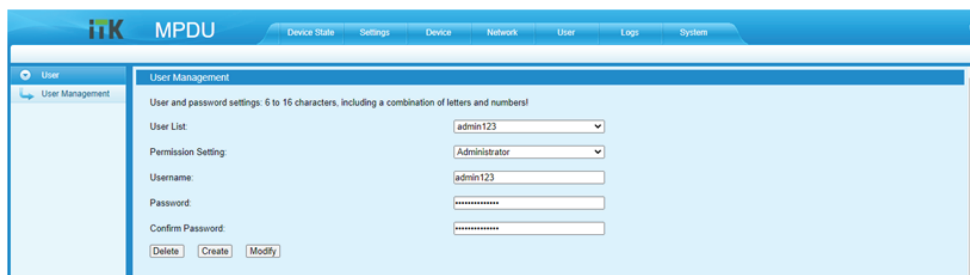 iTK MPDU Device State Settings Device Network User Logs System
User
User Management
User Management
User and password settings: 6 to 16 characters, including a combination of letters and numbers!
User List: admin123
Permission Setting: Administrator
Username: admin123
Password: ••••••••••••••
Confirm Password: ••••••••••••••
Delete Create Modify